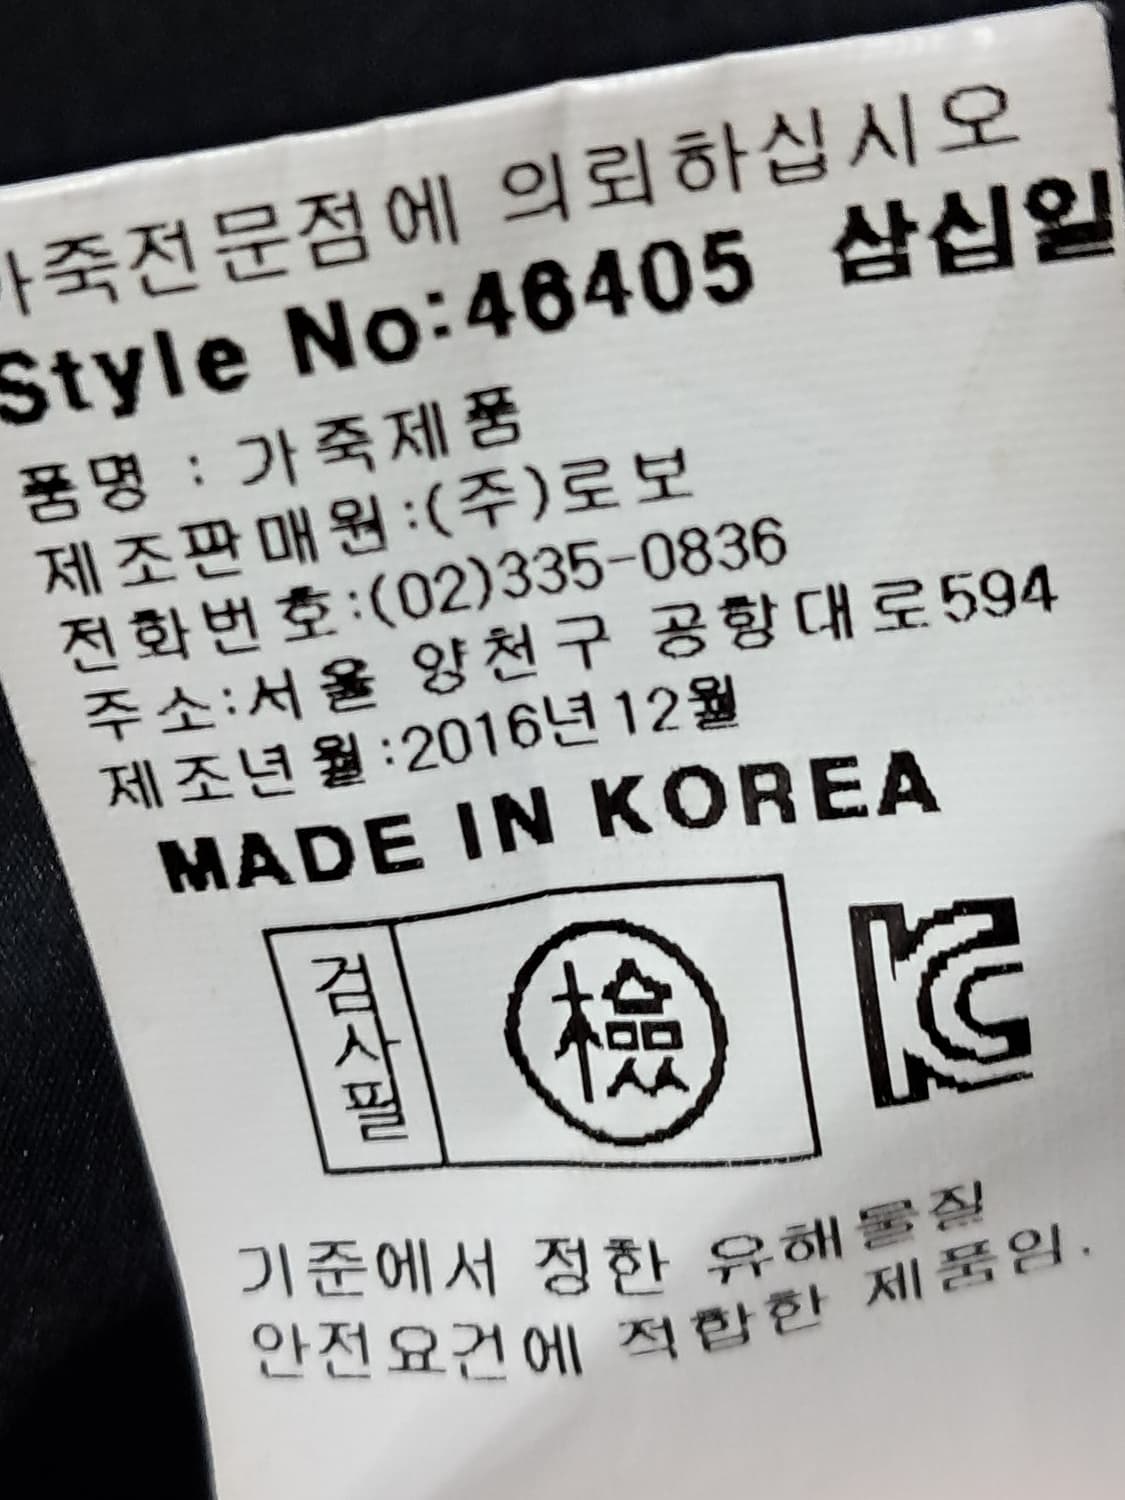 가죽전문점에 의뢰하십시오
Style No:46405 삼십일
품명 : 가죽제품
제조판매원:(주)로보
전화번호:(02)335-0836
주소:서울 양천구 공항대로594
제조년월:2016년12월
MADE IN KOREA
검사필
檢
KC
기준에서 정한 유해물질
안전요건에 적합한 제품임.